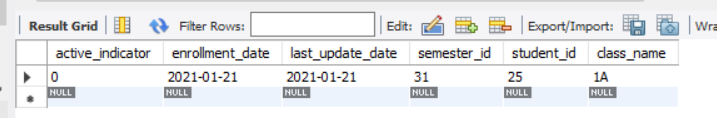 Result Grid Filter Rows: Edit: Export/Import: Wra
active_indicator enrollment_date last_update_date semester_id student_id class_name
0 2021-01-21 2021-01-21 31 25 1A
NULL NULL NULL NULL NULL NULL